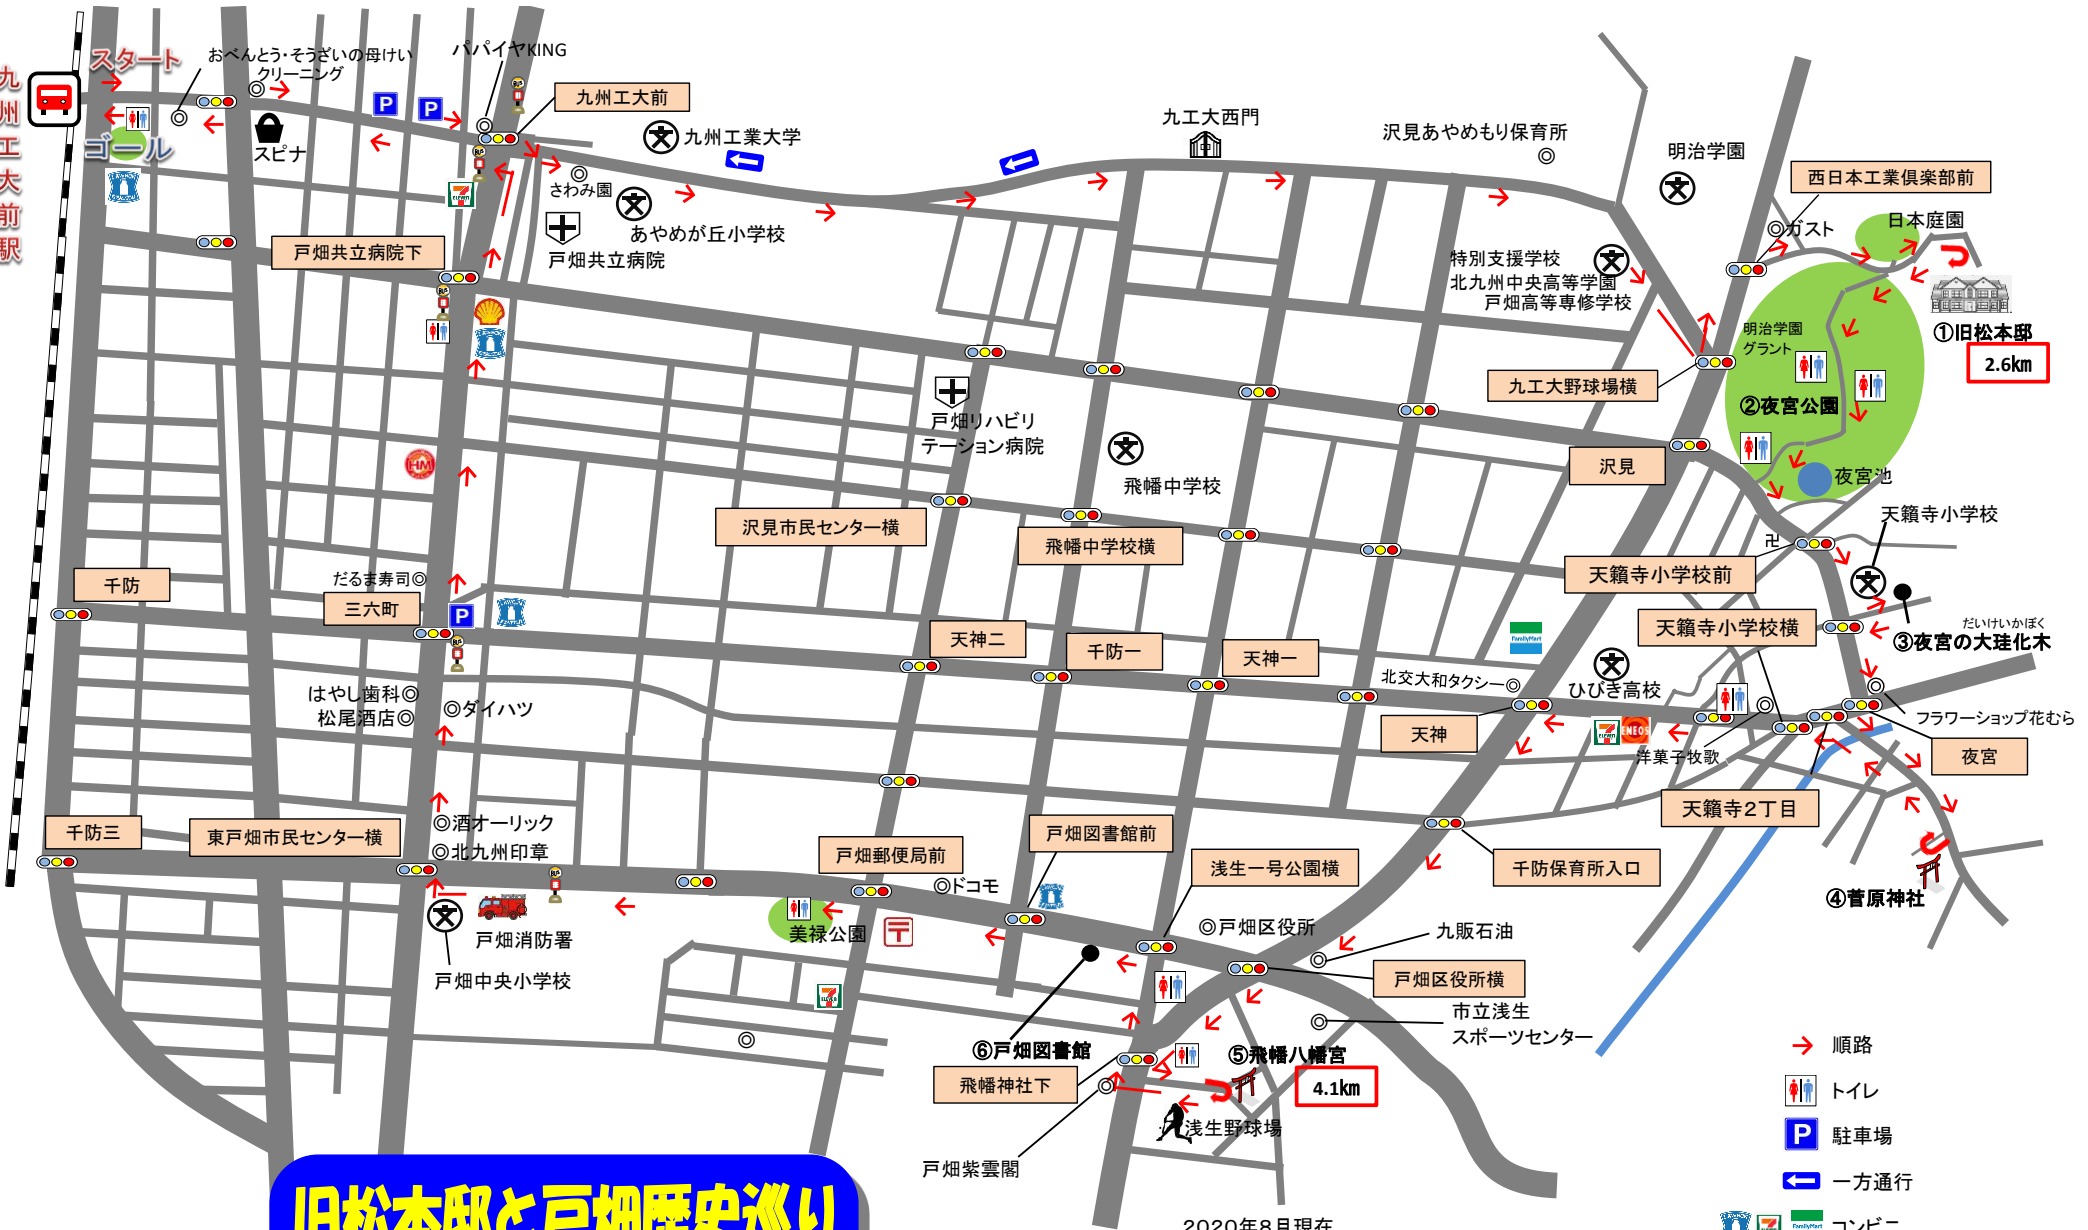 九州工大前駅
スタート
ゴール
おべんとう・そうざいの母けい
クリーニング
スピナ
パパイヤKING
九州工大前
九州工業大学
さわみ園
あやめが丘小学校
戸畑共立病院
戸畑共立病院下
九工大西門
沢見あやめもり保育所
明治学園
西日本工業倶楽部前
ガスト
日本庭園
特別支援学校
北九州中央高等学園
戸畑高等専修学校
明治学園
グラント
①旧松本邸
2.6㎞
九工大野球場横
②夜宮公園
沢見
夜宮池
戸畑リハビリ
テーション病院
飛幡中学校
沢見市民センター横
飛幡中学校横
天籟寺小学校
卍
天籟寺小学校前
天籟寺小学校横
だいけいかぼく
③夜宮の大珪化木
千防
だるま寿司
三六町
天神二
千防一
天神一
FamilyMart
北交大和タクシー
ひびき高校
天神
ENEOS
洋菓子牧歌
フラワーショップ花むら
夜宮
天籟寺2丁目
はやし歯科
松尾酒店
ダイハツ
千防三
東戸畑市民センター横
酒オーリック
北九州印章
戸畑郵便局前
ドコモ
戸畑図書館前
浅生一号公園横
千防保育所入口
④菅原神社
戸畑消防署
戸畑中央小学校
美禄公園
戸畑区役所
九販石油
戸畑区役所横
市立浅生
スポーツセンター
⑥戸畑図書館
⑤飛幡八幡宮
4.1㎞
飛幡神社下
浅生野球場
戸畑紫雲閣
順路
トイレ
P 駐車場
一方通行
コンビニ
旧松本邸と戸畑歴史巡り
2020年8月現在